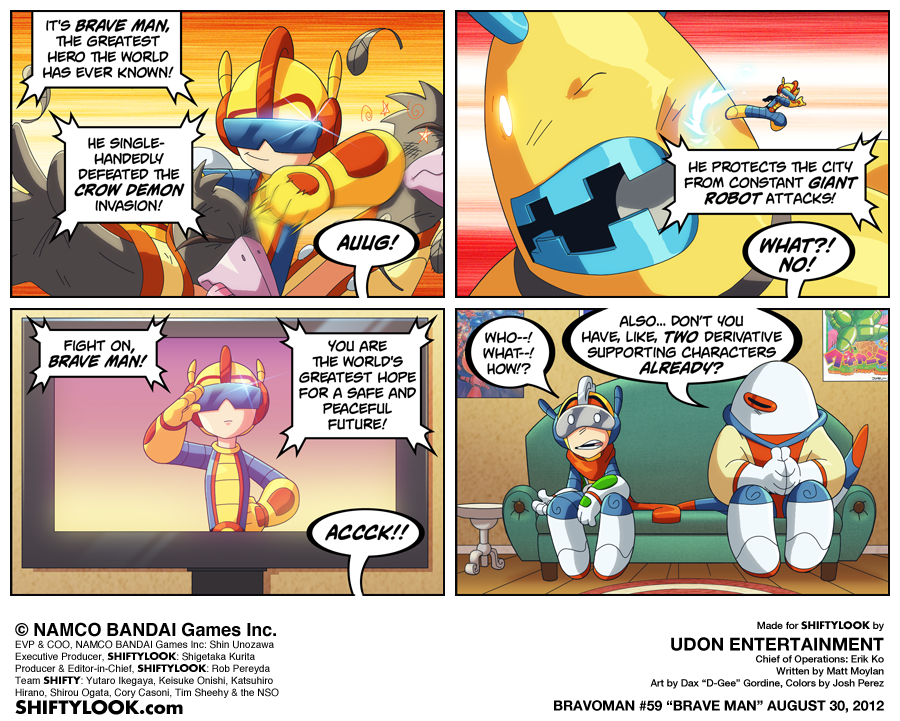 IT'S BRAVE MAN,
THE GREATEST
HERO THE WORLD
HAS EVER KNOWN!
HE SINGLE-
HANDEDLY
DEFEATED THE
CROW DEMON
INVASION!
AUUG!
HE PROTECTS THE CITY
FROM CONSTANT GIANT
ROBOT ATTACKS!
WHAT?!
NO!
FIGHT ON,
BRAVE MAN!
YOU ARE
THE WORLD'S
GREATEST HOPE
FOR A SAFE AND
PEACEFUL
FUTURE!
ACCCK!!
WHO--!
WHAT--!
HOW!?
ALSO... DON'T YOU
HAVE, LIKE, TWO DERIVATIVE
SUPPORTING CHARACTERS
ALREADY?
© NAMCO BANDAI Games Inc.
EVP & COO, NAMCO BANDAI Games Inc: Shin Unozawa
Executive Producer, SHIFTYLOOK: Shigetaka Kurita
Producer & Editor-in-Chief, SHIFTYLOOK: Rob Pereyda
Team SHIFTY: Yutaro Ikegaya, Keisuke Onishi, Katsuhiro
Hirano, Shirou Ogata, Cory Casoni, Tim Sheehy & the NSO
SHIFTYLOOK.com
Made for SHIFTYLOOK by
UDON ENTERTAINMENT
Chief of Operations: Erik Ko
Written by Matt Moylan
Art by Dax “D-Gee” Gordine, Colors by Josh Perez
BRAVOMAN #59 “BRAVE MAN” AUGUST 30, 2012